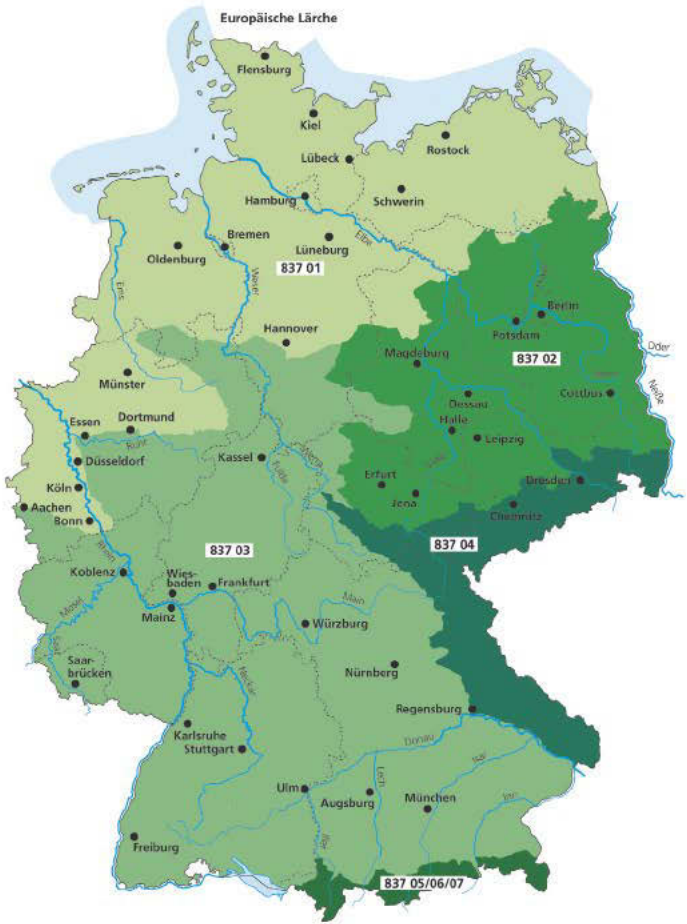 Europäische Lärche
Flensburg
Kiel
Rostock
Lübeck
Hamburg
Schwerin
Elbe
Bremen
Lüneburg
Oldenburg
837 01
Weser
Ems
Hannover
Berlin
Potsdam
837 02
Magdeburg
Oder
Neiße
Münster
Dessau
Cottbus
Essen
Dortmund
Halle
Leipzig
Ruhr
Düsseldorf
Kassel
Werra
Fulda
Saale
Köln
Erfurt
Dresden
Aachen
Jena
Chemnitz
Bonn
837 03
837 04
Rhein
Koblenz
Wies-
baden
Frankfurt
Mosel
Mainz
Main
Würzburg
Saar
Saar-
brücken
Neckar
Nürnberg
Regensburg
Karlsruhe
Stuttgart
Donau
Isar
Ulm
Lech
Augsburg
München
Inn
Iller
Freiburg
837 05/06/07